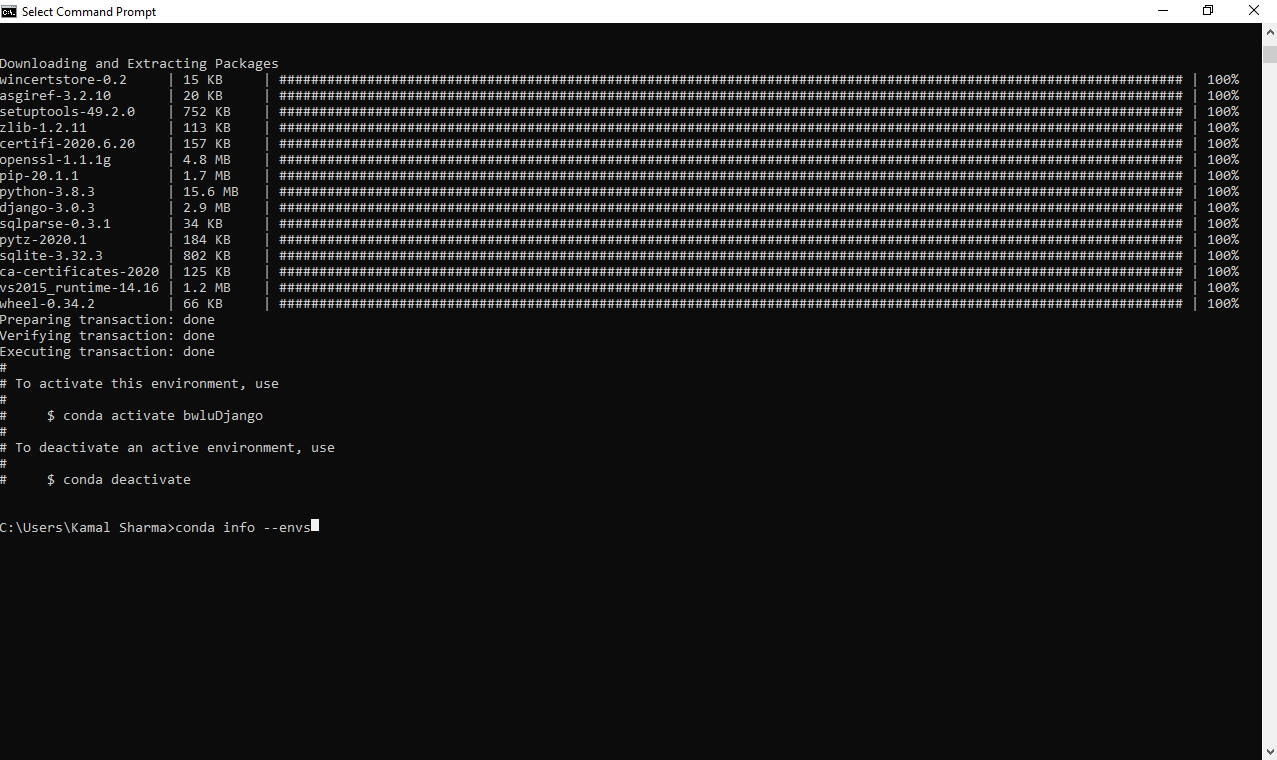 Select Command Prompt
Downloading and Extracting Packages
wincertstore-0.2     | 15 KB     | ################################################################################################################# | 100%
asgiref-3.2.10       | 20 KB     | ################################################################################################################# | 100%
setuptools-49.2.0    | 752 KB    | ################################################################################################################# | 100%
zlib-1.2.11          | 113 KB    | ################################################################################################################# | 100%
certifi-2020.6.20    | 157 KB    | ################################################################################################################# | 100%
openssl-1.1.1g       | 4.8 MB    | ################################################################################################################# | 100%
pip-20.1.1           | 1.7 MB    | ################################################################################################################# | 100%
python-3.8.3         | 15.6 MB   | ################################################################################################################# | 100%
django-3.0.3         | 2.9 MB    | ################################################################################################################# | 100%
sqlparse-0.3.1       | 34 KB     | ################################################################################################################# | 100%
pytz-2020.1          | 184 KB    | ################################################################################################################# | 100%
sqlite-3.32.3        | 802 KB    | ################################################################################################################# | 100%
ca-certificates-2020 | 125 KB    | ################################################################################################################# | 100%
vs2015_runtime-14.16 | 1.2 MB    | ################################################################################################################# | 100%
wheel-0.34.2         | 66 KB     | ################################################################################################################# | 100%
Preparing transaction: done
Verifying transaction: done
Executing transaction: done
#
# To activate this environment, use
#
#     $ conda activate bwluDjango
#
# To deactivate an active environment, use
#
#     $ conda deactivate
C:\Users\Kamal Sharma>conda info --envs